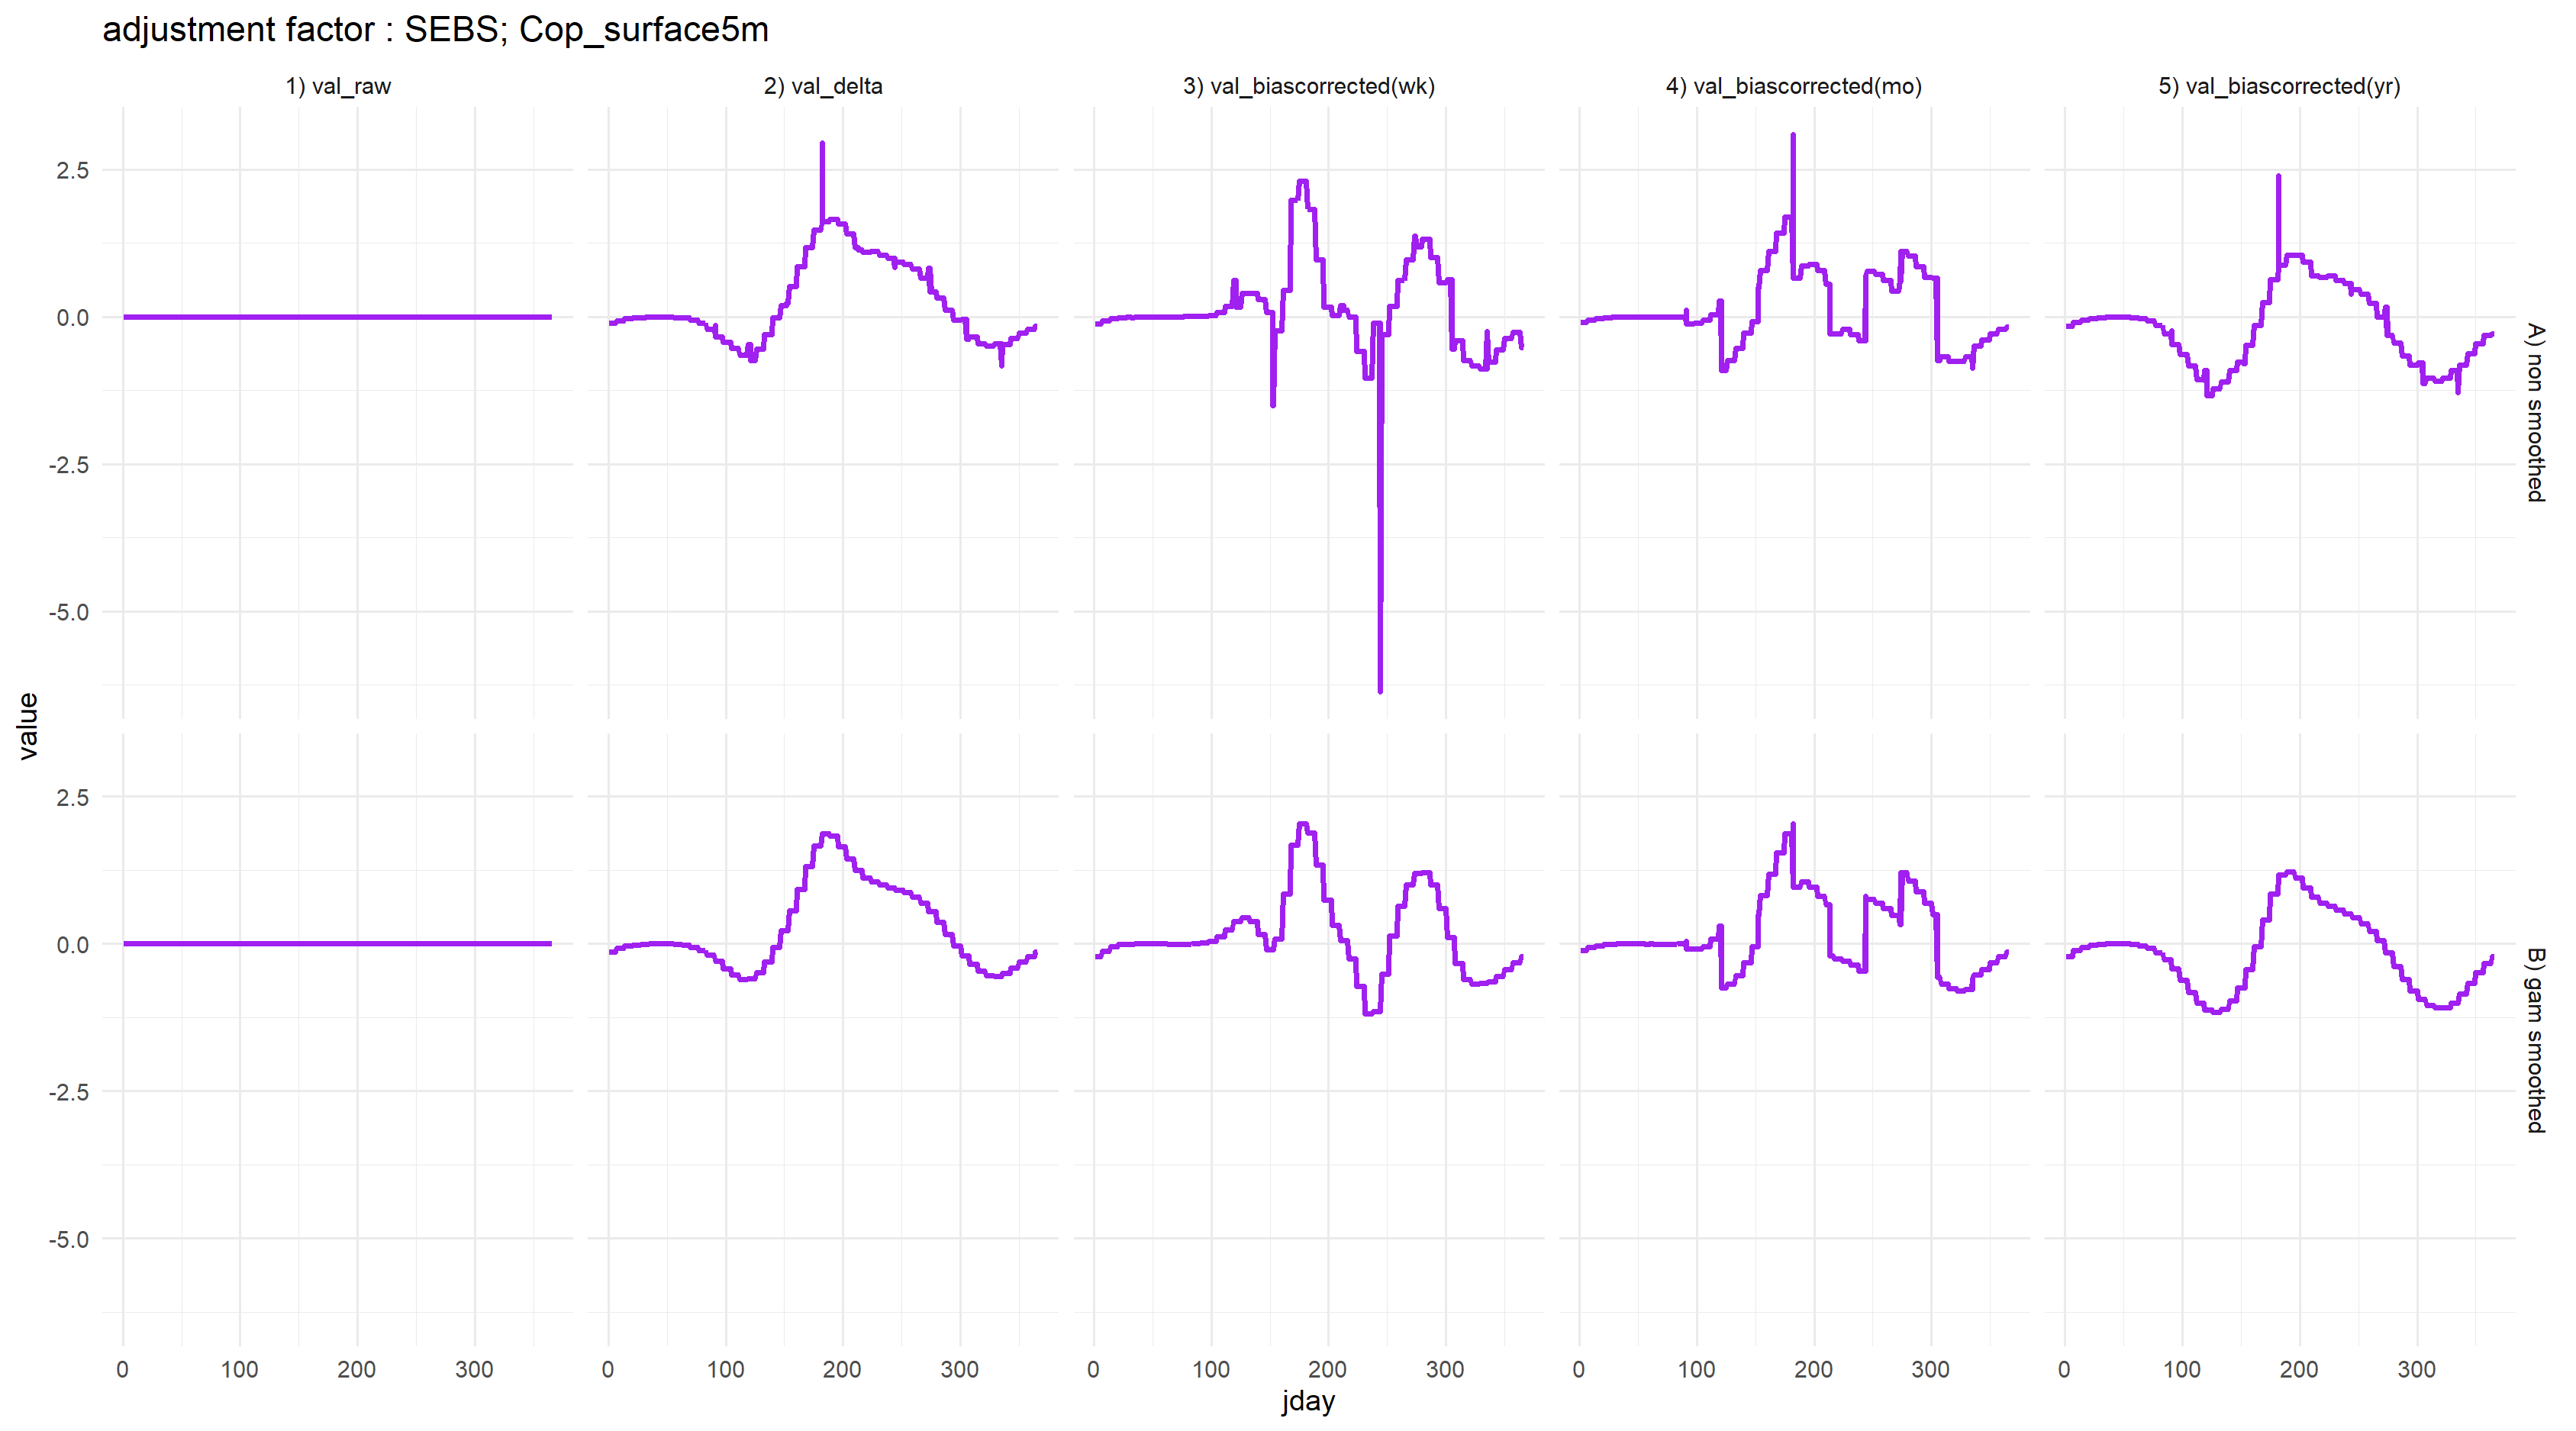 adjustment factor : SEBS; Cop_surface5m
1) val_raw
2) val_delta
3) val_biascorrected(wk)
4) val_biascorrected(mo)
5) val_biascorrected(yr)
2.5
0.0
-2.5
-5.0
A) non smoothed
value
2.5
0.0
-2.5
-5.0
B) gam smoothed
0 100 200 300
0 100 200 300
0 100 200 300
0 100 200 300
0 100 200 300
jday